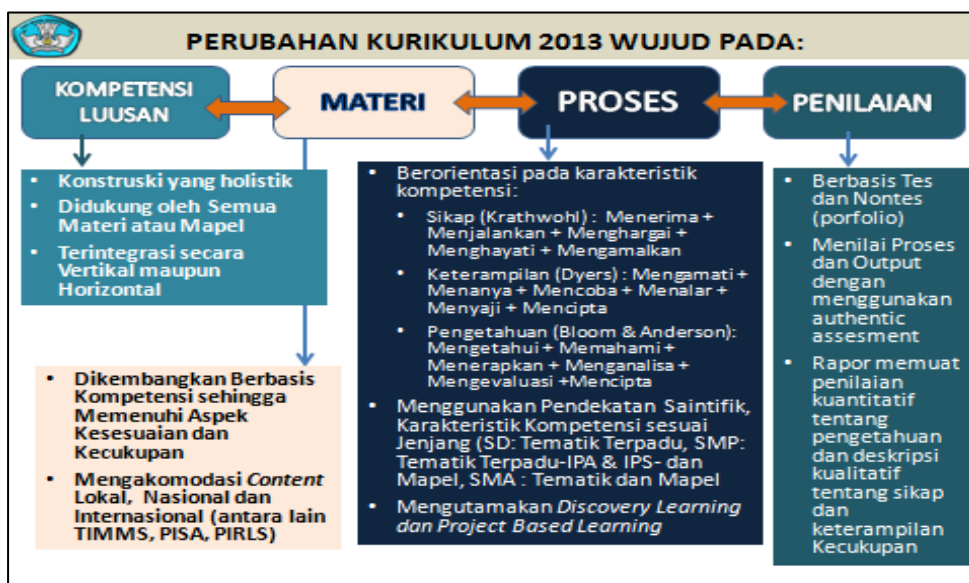 PERUBAHAN KURIKULUM 2013 WUJUD PADA:
KOMPETENSI
LUUSAN
MATERI
PROSES
PENILAIAN
• Konstruski yang holistik
• Didukung oleh Semua
Materi atau Mapel
• Terintegrasi secara
Vertikal maupun
Horizontal
• Dikembangkan Berbasis
Kompetensi sehingga
Memenuhi Aspek
Kesesuaian dan
Kecukupan
• Mengakomodasi Content
Lokal, Nasional dan
Internasional (antara lain
TIMMS, PISA, PIRLS)
• Berorientasi pada karakteristik
kompetensi:
• Sikap (Krathwohl) : Menerima +
Menjalankan + Menghargai +
Menghayati + Mengamalkan
• Keterampilan (Dyers) : Mengamati +
Menanya + Mencoba + Menalar +
Menyaji + Mencipta
• Pengetahuan (Bloom & Anderson):
Mengetahui + Memahami +
Menerapkan + Menganalisa +
Mengevaluasi +Mencipta
• Menggunakan Pendekatan Saintifik,
Karakteristik Kompetensi sesuai
Jenjang (SD: Tematik Terpadu, SMP:
Tematik Terpadu-IPA & IPS- dan
Mapel, SMA : Tematik dan Mapel
• Mengutamakan Discovery Learning
dan Project Based Learning
• Berbasis Tes
dan Nontes
(porfolio)
• Menilai Proses
dan Output
dengan
menggunakan
authentic
assesment
• Rapor memuat
penilaian
kuantitatif
tentang
pengetahuan
dan deskripsi
kualitatif
tentang sikap
dan
keterampilan
Kecukupan